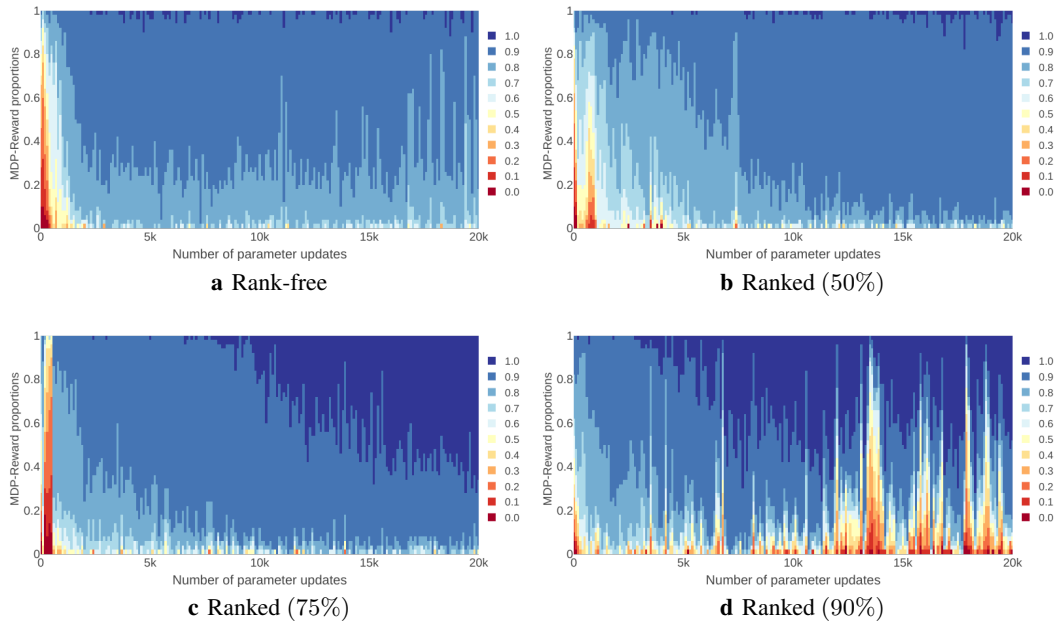 MDP-Reward proportions
1
0.8
0.6
0.4
0.2
0
0
5k
10k
15k
20k
Number of parameter updates
1.0
0.9
0.8
0.7
0.6
0.5
0.4
0.3
0.2
0.1
0.0
a Rank-free
MDP-Reward proportions
1
0.8
0.6
0.4
0.2
0
0
5k
10k
15k
20k
Number of parameter updates
1.0
0.9
0.8
0.7
0.6
0.5
0.4
0.3
0.2
0.1
0.0
b Ranked (50%)
MDP-Reward proportions
1
0.8
0.6
0.4
0.2
0
0
5k
10k
15k
20k
Number of parameter updates
1.0
0.9
0.8
0.7
0.6
0.5
0.4
0.3
0.2
0.1
0.0
c Ranked (75%)
MDP-Reward proportions
1
0.8
0.6
0.4
0.2
0
0
5k
10k
15k
20k
Number of parameter updates
1.0
0.9
0.8
0.7
0.6
0.5
0.4
0.3
0.2
0.1
0.0
d Ranked (90%)